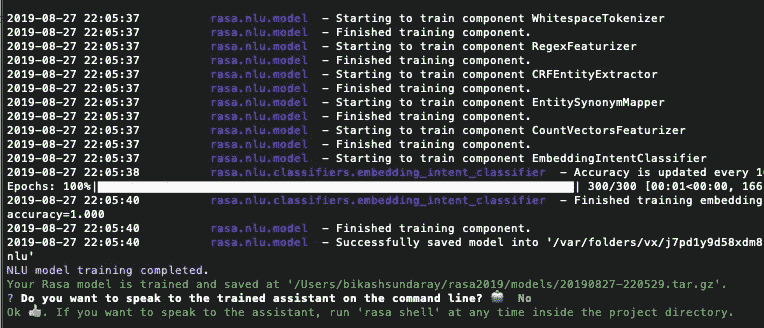 2019-08-27 22:05:37 rasa.nlu.model - Starting to train component WhitespaceTokenizer
2019-08-27 22:05:37 rasa.nlu.model - Finished training component.
2019-08-27 22:05:37 rasa.nlu.model - Starting to train component RegexFeaturizer
2019-08-27 22:05:37 rasa.nlu.model - Finished training component.
2019-08-27 22:05:37 rasa.nlu.model - Starting to train component CRFEntityExtractor
2019-08-27 22:05:37 rasa.nlu.model - Finished training component.
2019-08-27 22:05:37 rasa.nlu.model - Starting to train component EntitySynonymMapper
2019-08-27 22:05:37 rasa.nlu.model - Finished training component.
2019-08-27 22:05:37 rasa.nlu.model - Starting to train component CountVectorsFeaturizer
2019-08-27 22:05:37 rasa.nlu.model - Finished training component.
2019-08-27 22:05:37 rasa.nlu.model - Starting to train component EmbeddingIntentClassifier
2019-08-27 22:05:38 rasa.nlu.classifiers.embedding_intent_classifier - Accuracy is updated every 1
Epochs: 100%| | 300/300 [00:01<00:00, 166
2019-08-27 22:05:40 rasa.nlu.classifiers.embedding_intent_classifier - Finished training embedding
accuracy=1.000
2019-08-27 22:05:40 rasa.nlu.model - Finished training component.
2019-08-27 22:05:40 rasa.nlu.model - Successfully saved model into '/var/folders/vx/j7pd1y9d58xdm8
nlu'
NLU model training completed.
Your Rasa model is trained and saved at '/Users/bikashsundaray/rasa2019/models/20190827-220529.tar.gz'.
? Do you want to speak to the trained assistant on the command line? 🤖 No
Ok 👍🏼. If you want to speak to the assistant, run 'rasa shell' at any time inside the project directory.